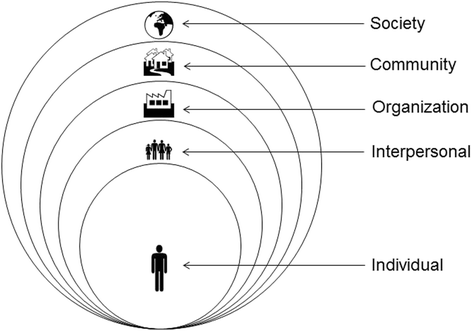 Society
Community
Organization
Interpersonal
Individual